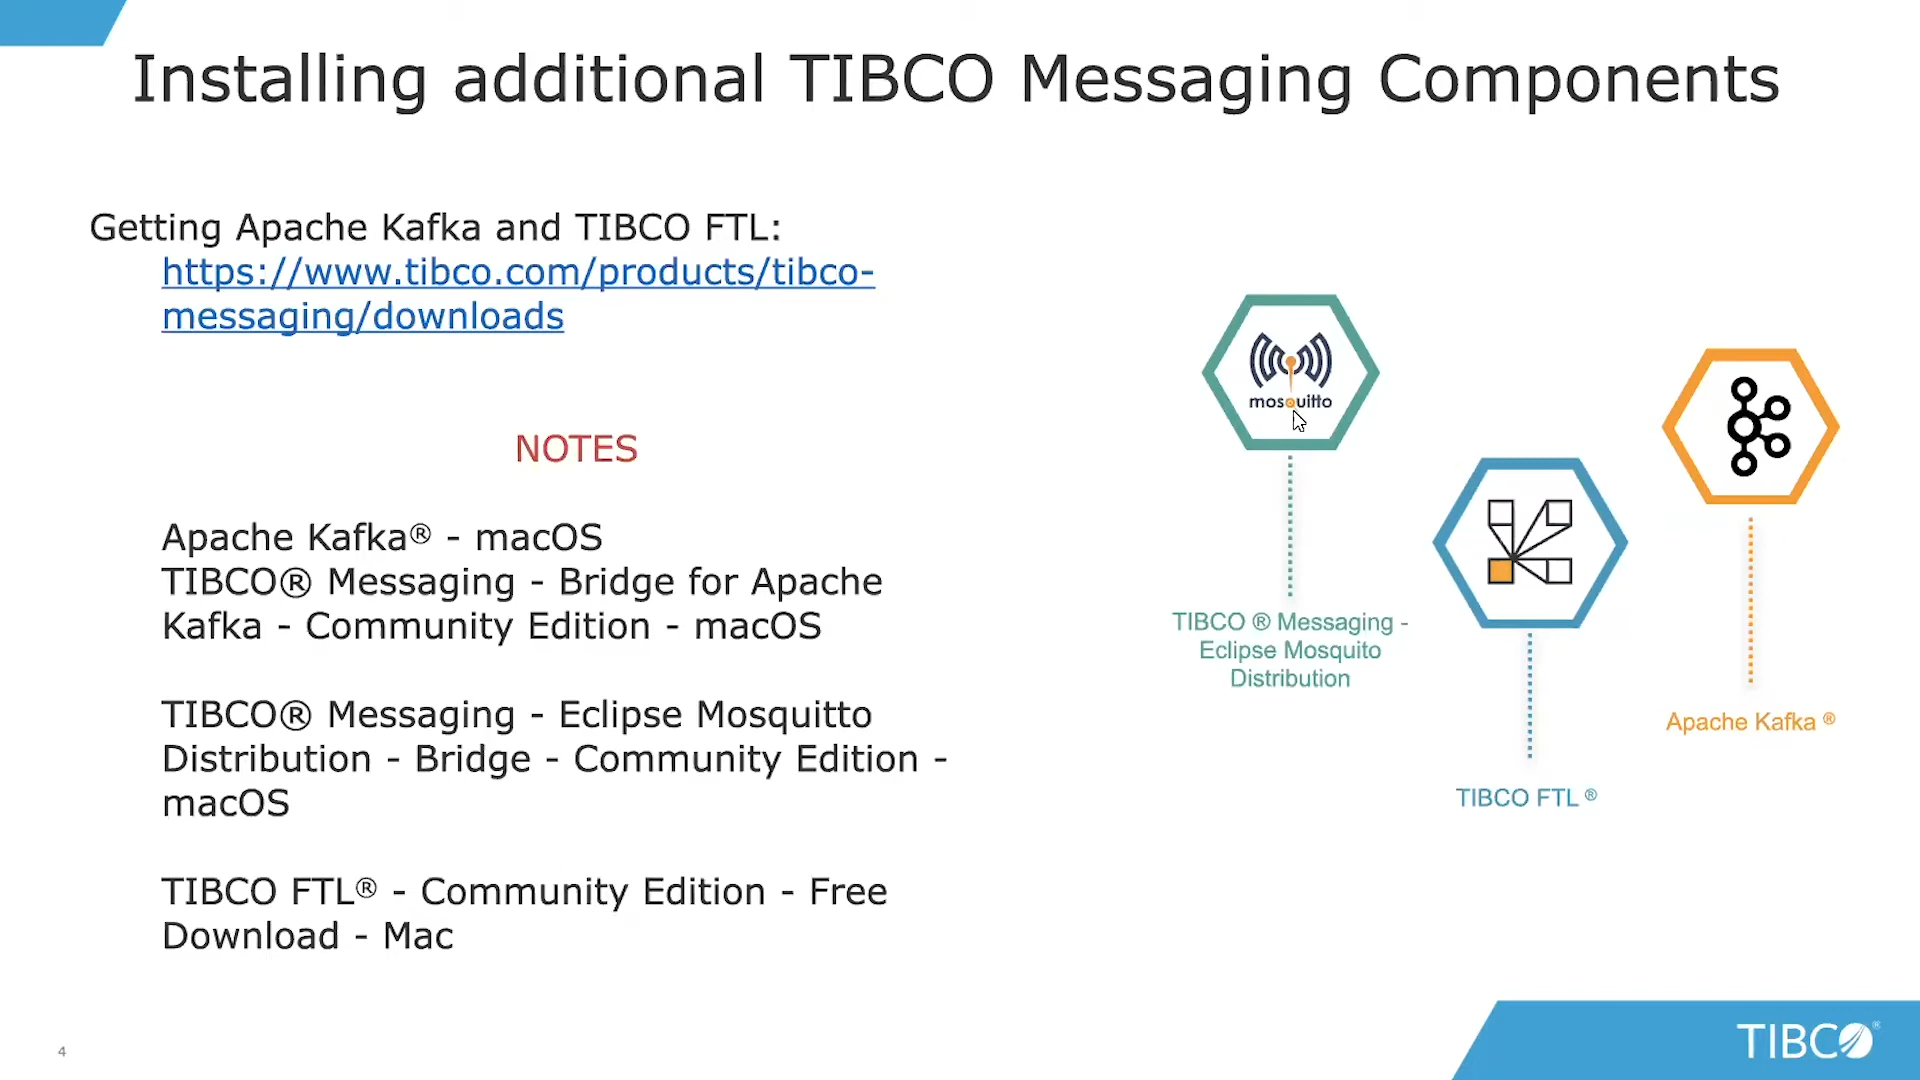 Installing additional TIBCO Messaging Components
Getting Apache Kafka and TIBCO FTL:
https://www.tibco.com/products/tibco-
messaging/downloads
NOTES
Apache Kafka® - macOS
TIBCO® Messaging - Bridge for Apache
Kafka - Community Edition - macOS
TIBCO® Messaging - Eclipse Mosquitto
Distribution - Bridge - Community Edition -
macOS
TIBCO FTL® - Community Edition - Free
Download - Mac
mosquitto
TIBCO ® Messaging -
Eclipse Mosquito
Distribution
TIBCO FTL ®
Apache Kafka ®
4
TIBCO®